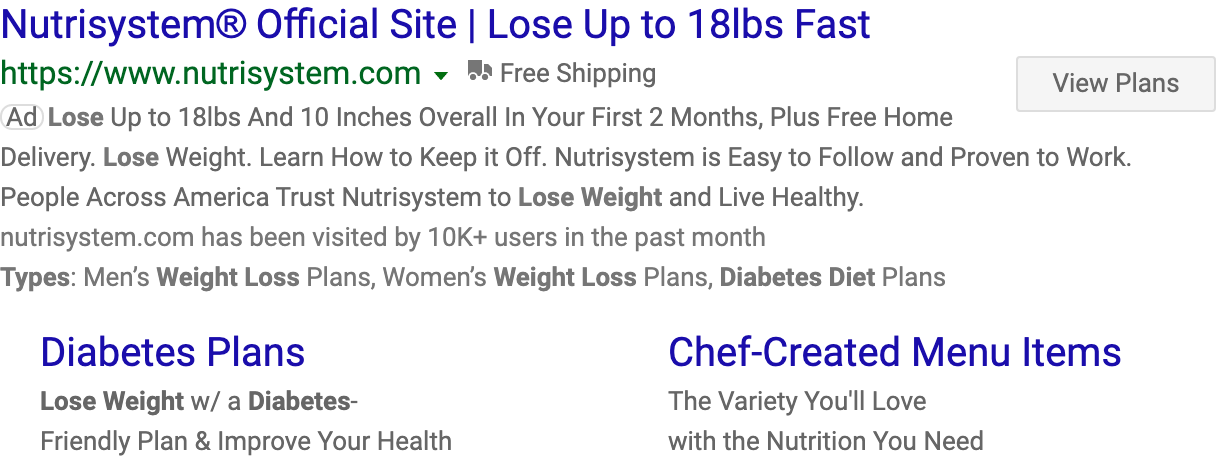 Nutrisystem® Official Site | Lose Up to 18lbs Fast
https://www.nutrisystem.com Free Shipping
View Plans
Ad Lose Up to 18lbs And 10 Inches Overall In Your First 2 Months, Plus Free Home
Delivery. Lose Weight. Learn How to Keep it Off. Nutrisystem is Easy to Follow and Proven to Work.
People Across America Trust Nutrisystem to Lose Weight and Live Healthy.
nutrisystem.com has been visited by 10K+ users in the past month
Types: Men’s Weight Loss Plans, Women’s Weight Loss Plans, Diabetes Diet Plans
Diabetes Plans
Lose Weight w/ a Diabetes-
Friendly Plan & Improve Your Health
Chef-Created Menu Items
The Variety You'll Love
with the Nutrition You Need